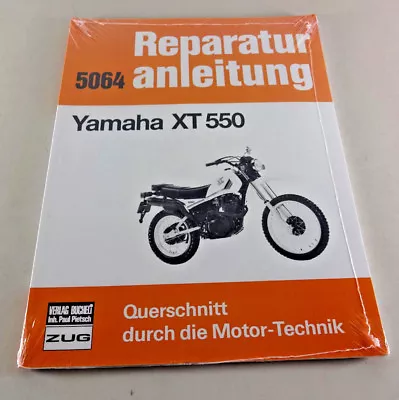 Reparatur
5064 anleitung
Yamaha XT 550
VERLAG BUCHELI
Inh. Paul Pietsch
ZUG
Querschnitt
durch die Motor-Technik